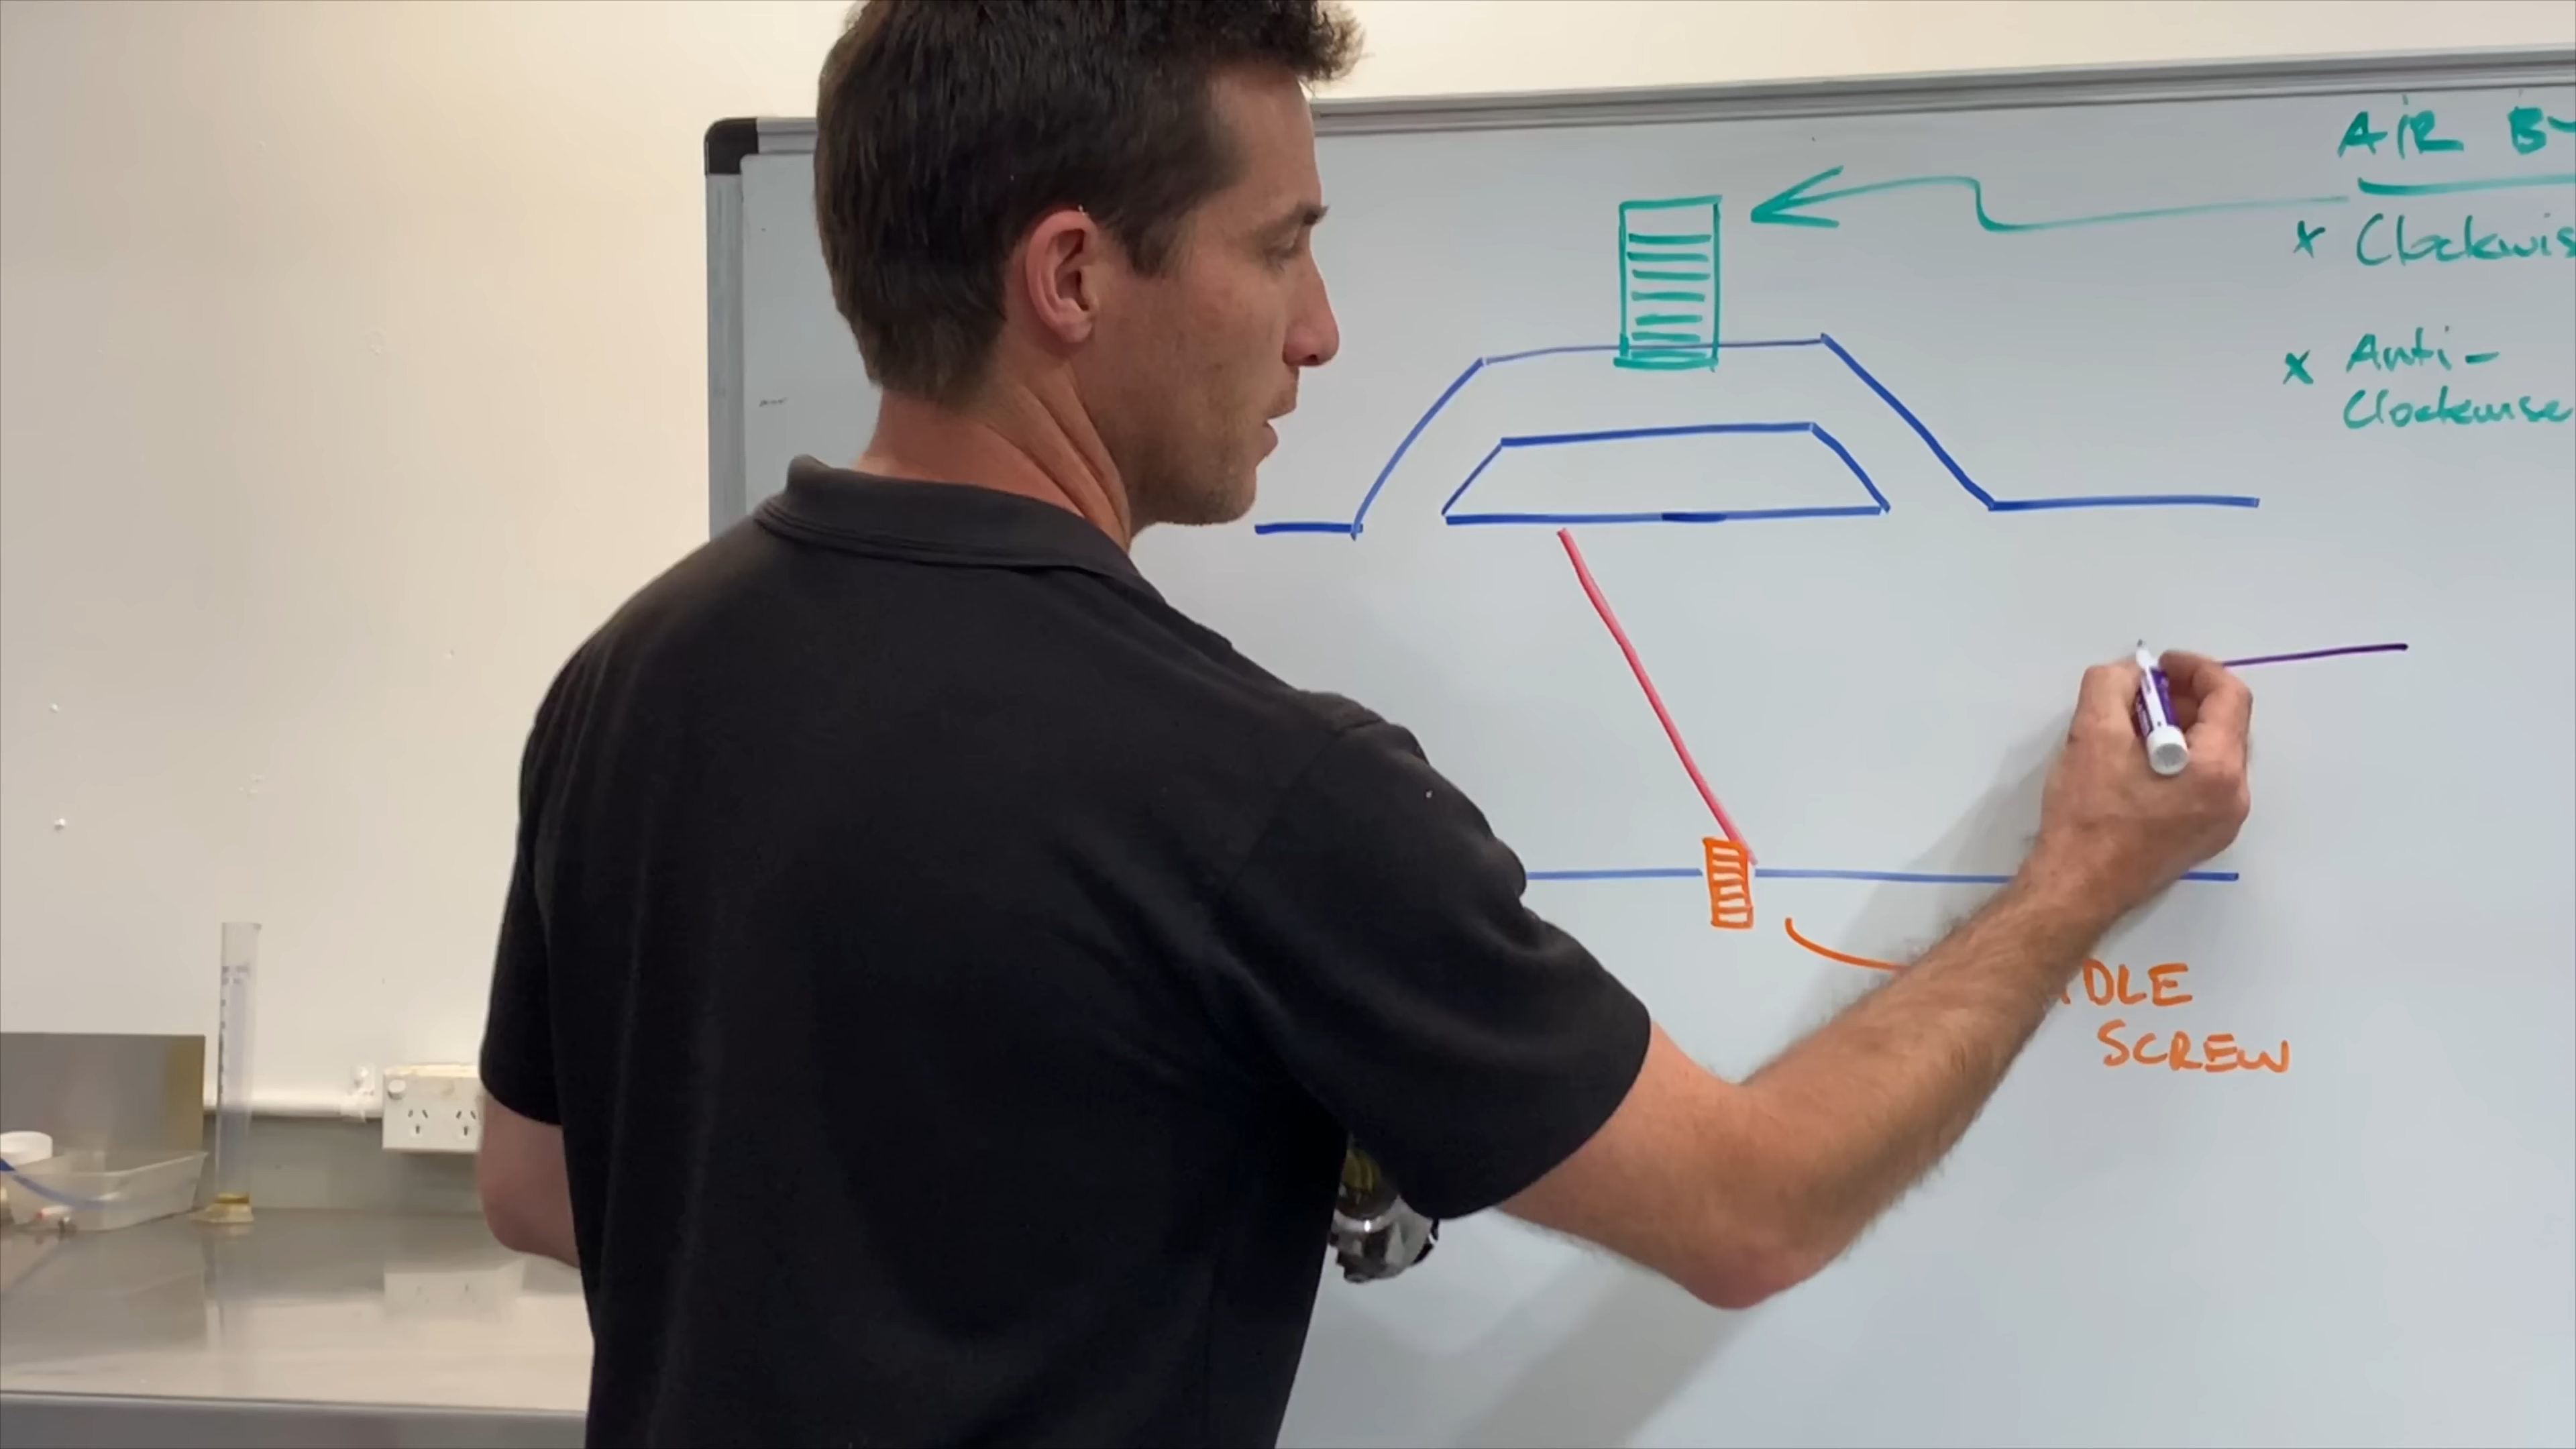 AIR B
x Clockwis
x Anti-
Clockwise
DLE
SCREW